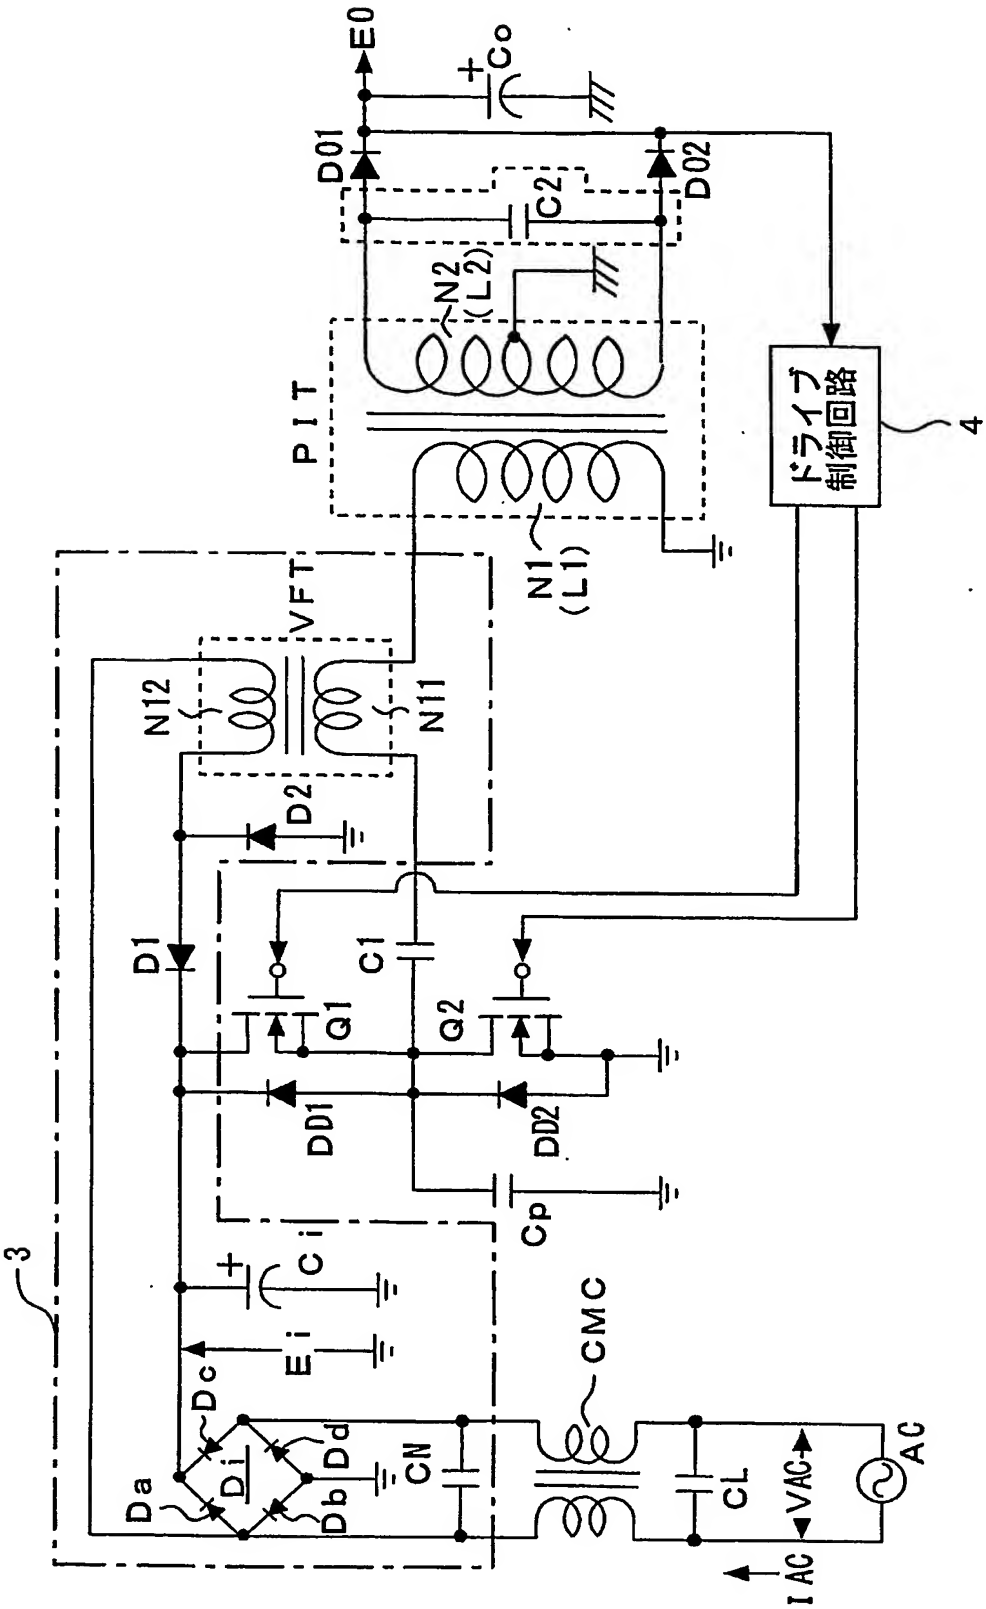 3
Da
Dc
Di
Db
Dd
Ei
+
Ci
CN
CMC
CL
VAC
AC
IAC
D1
D2
N12
VFT
N11
Q1
DD1
C1
Q2
DD2
Cp
PIT
N1
(L1)
N2
(L2)
C2
D01
D02
E0
+
Co
ドライブ
制御回路
4